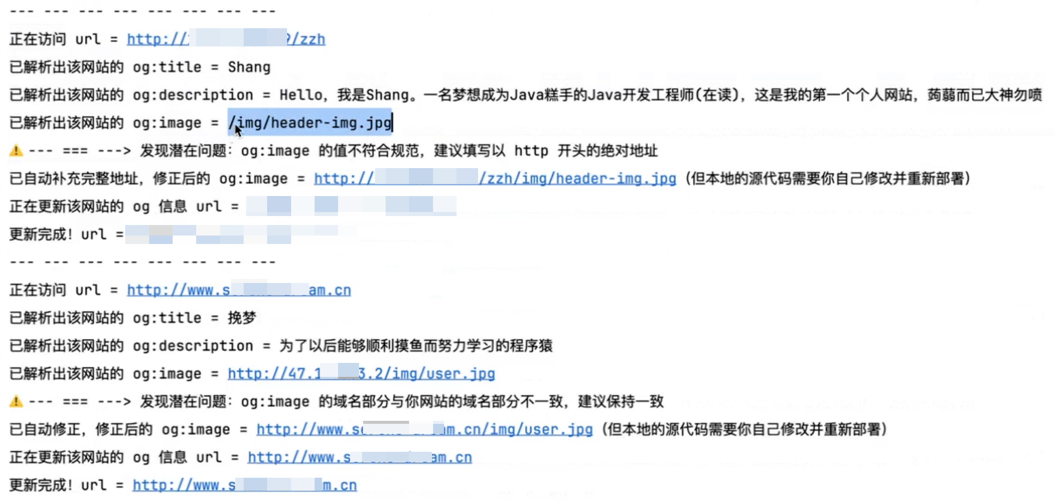 --- --- --- --- --- --- ---
正在访问 url = http:// /zzh
已解析出该网站的 og:title = Shang
已解析出该网站的 og:description = Hello，我是Shang。一名梦想成为Java糕手的Java开发工程师(在读)，这是我的第一个个人网站，蒟蒻而已大神勿喷
已解析出该网站的 og:image = /img/header-img.jpg
⚠️--- === ---> 发现潜在问题：og:image 的值不符合规范，建议填写以 http 开头的绝对地址
已自动补充完整地址，修正后的 og:image = http:// /zzh/img/header-img.jpg（但本地的源代码需要你自己修改并重新部署）
正在更新该网站的 og 信息 url =
更新完成！url =
--- --- --- --- --- --- ---
正在访问 url = http://www.s am.cn
已解析出该网站的 og:title = 挽梦
已解析出该网站的 og:description = 为了以后能够顺利摸鱼而努力学习的程序猿
已解析出该网站的 og:image = http://47.1 3.2/img/user.jpg
⚠️--- === ---> 发现潜在问题：og:image 的域名部分与你网站的域名部分不一致，建议保持一致
已自动修正，修正后的 og:image = http://www.s am.cn/img/user.jpg（但本地的源代码需要你自己修改并重新部署）
正在更新该网站的 og 信息 url = http://www.s am.cn
更新完成！url = http://www.s m.cn